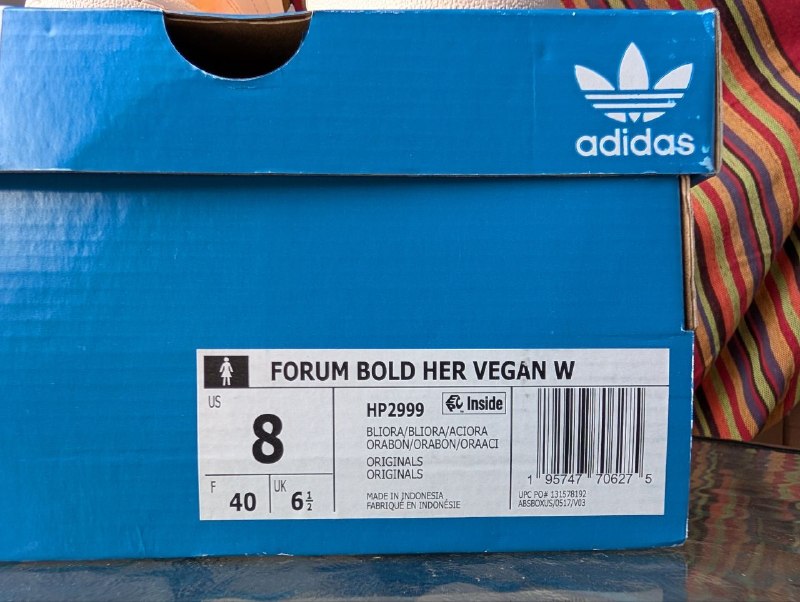 adidas
FORUM BOLD HER VEGAN W
US
8
F
40
UK
6½
HP2999
Inside
BLIORA/BLIORA/ACIORA
ORABON/ORABON/ORAACI
ORIGINALS
ORIGINALS
MADE IN INDONESIA
FABRIQUÉ EN INDONÉSIE
1 95747 70627 5
UPC PO# 131578192
ABSBOXUS/0517/V03